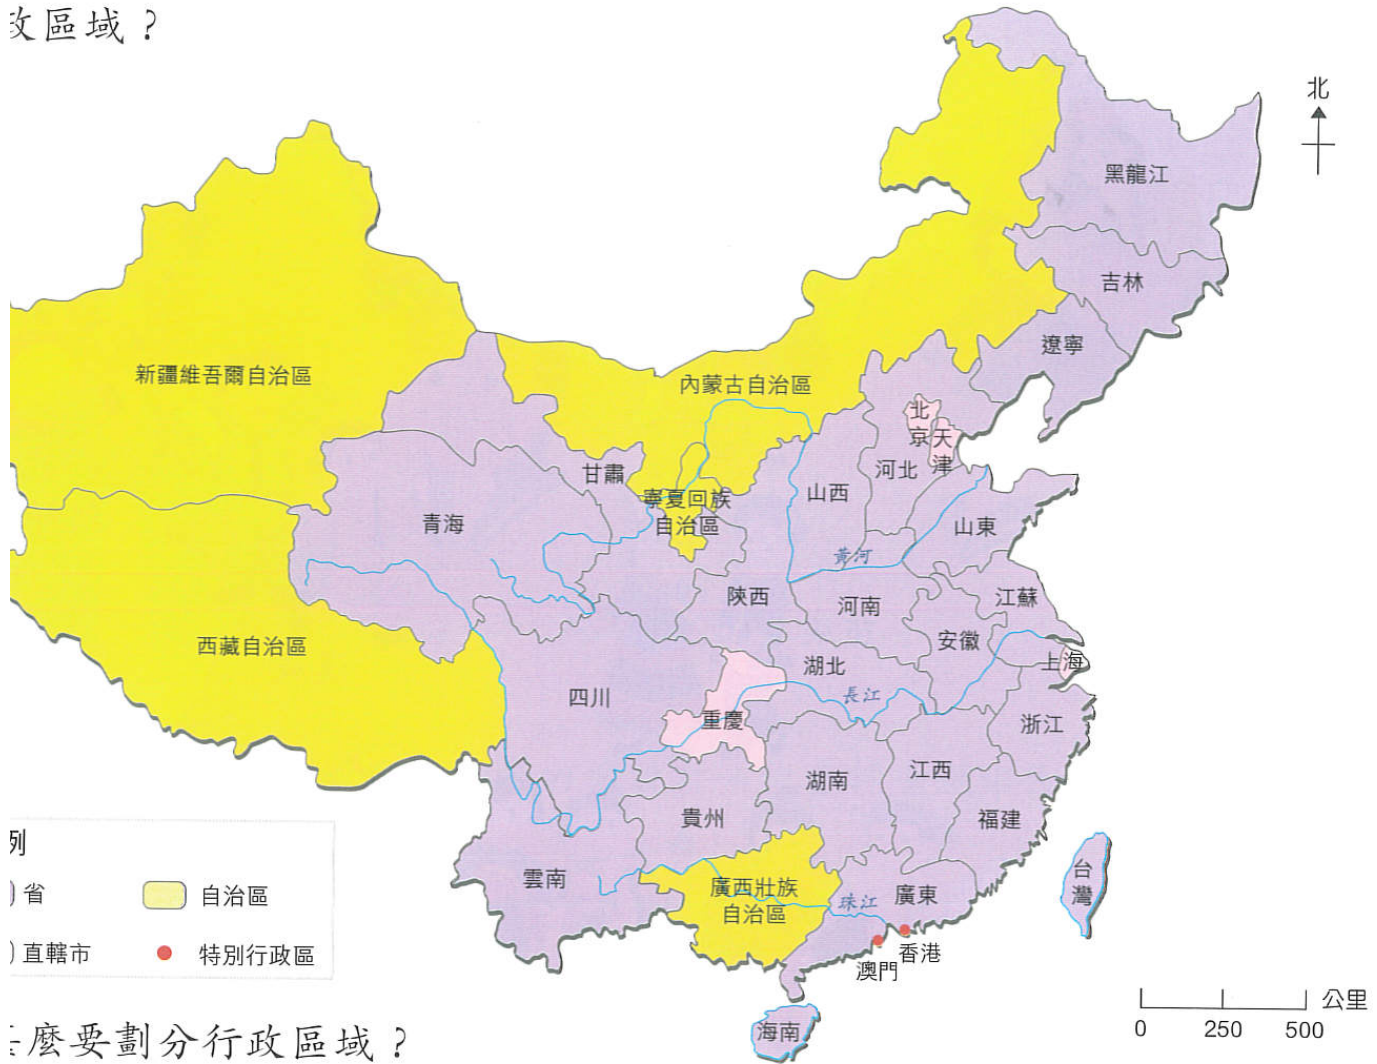 政區域？
北
黑龍江
吉林
遼寧
新疆維吾爾自治區
內蒙古自治區
北京
天津
河北
甘肅
山西
寧夏回族
自治區
青海
山東
黃河
陝西
河南
江蘇
安徽
西藏自治區
湖北
上海
四川
長江
重慶
浙江
江西
湖南
貴州
福建
例
台灣
雲南
廣西壯族
自治區
廣東
珠江
省
自治區
香港
直轄市
特別行政區
澳門
公里
0 250 500
海南
麼要劃分行政區域？